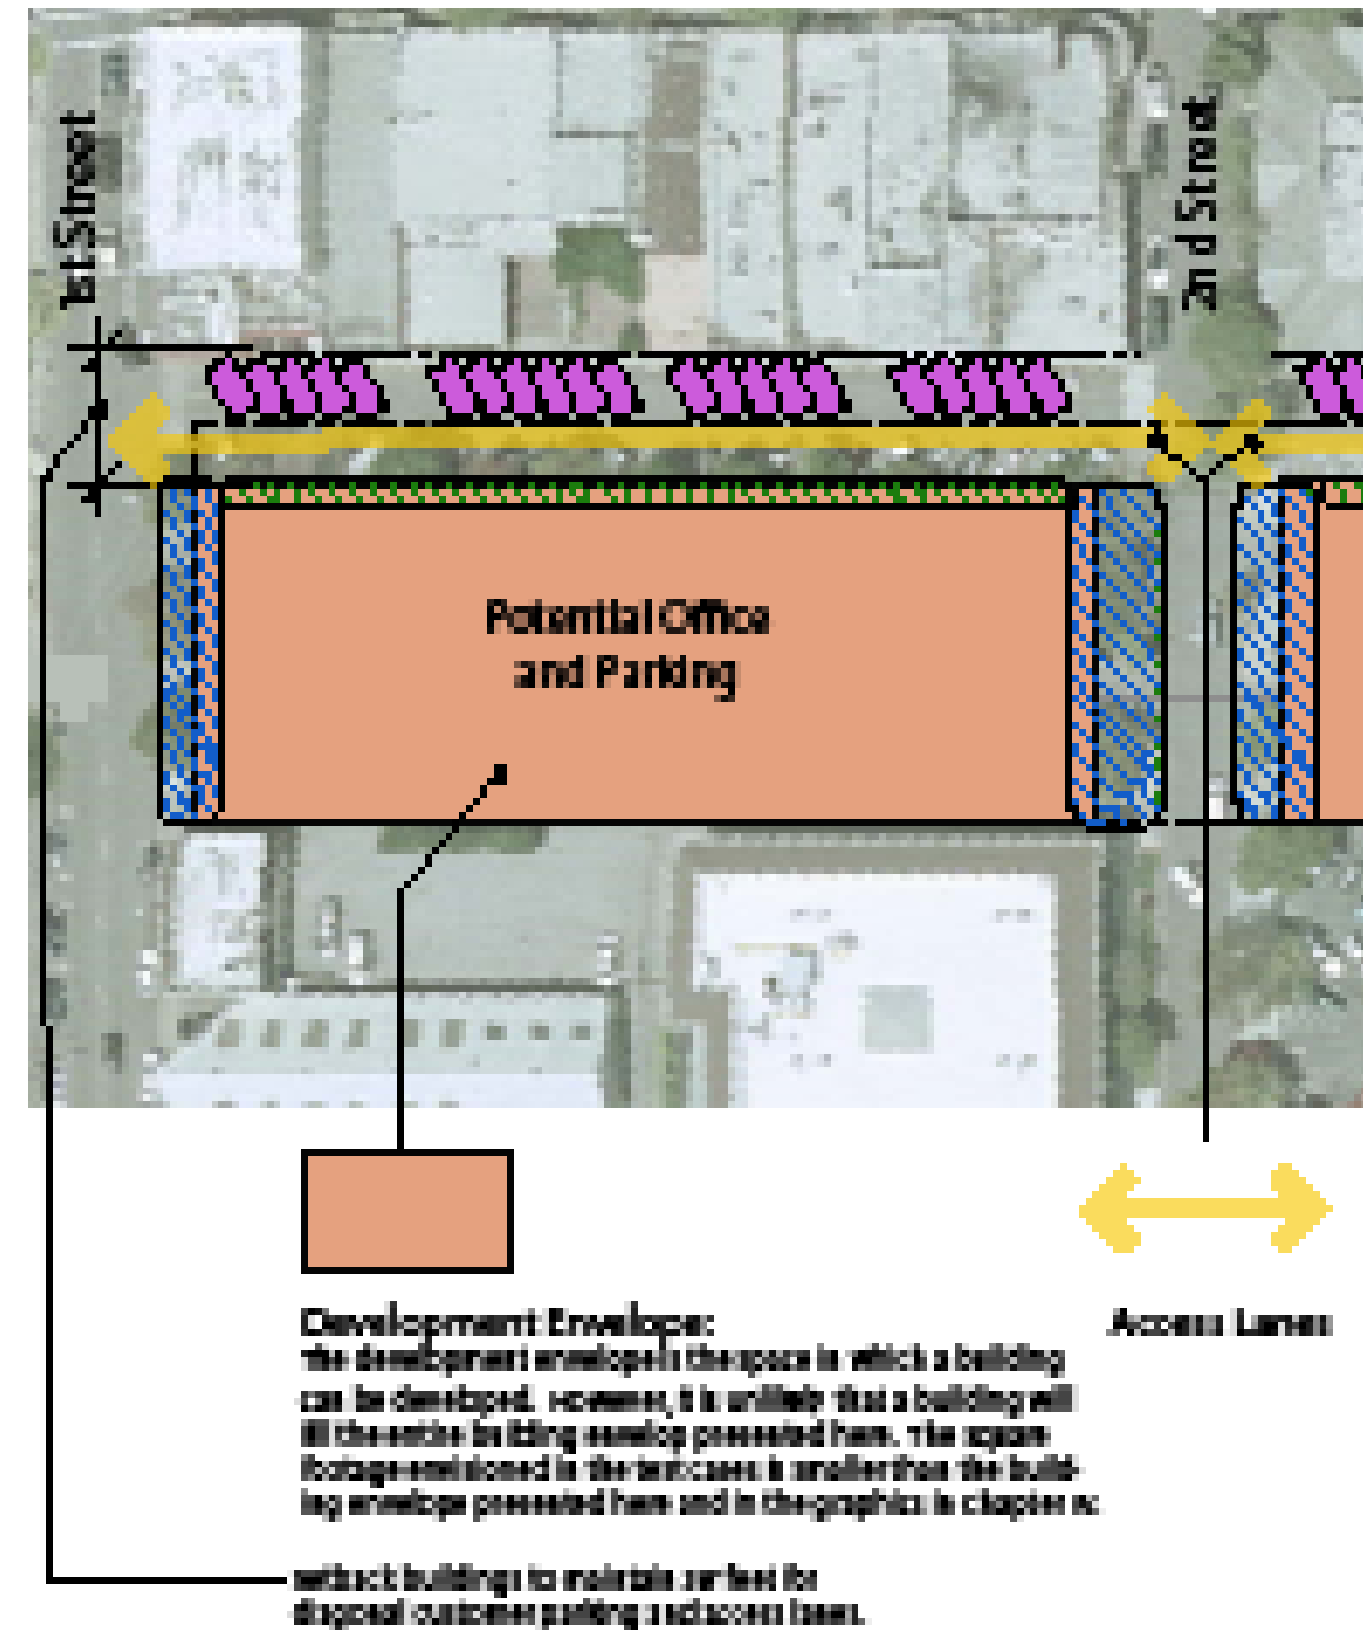 1st Street
2nd Street
Potential Office
and Parking
Development Envelope:
The development envelope is the space in which a building
can be developed. However, it is unlikely that a building will
fill the entire building envelop presented here. The square
footage envisioned in the test cases is smaller than the build-
ing envelope presented here and in the graphics in chapter
Access Lanes
setback buildings to maintain feet for
diagonal customer parking and access lanes.